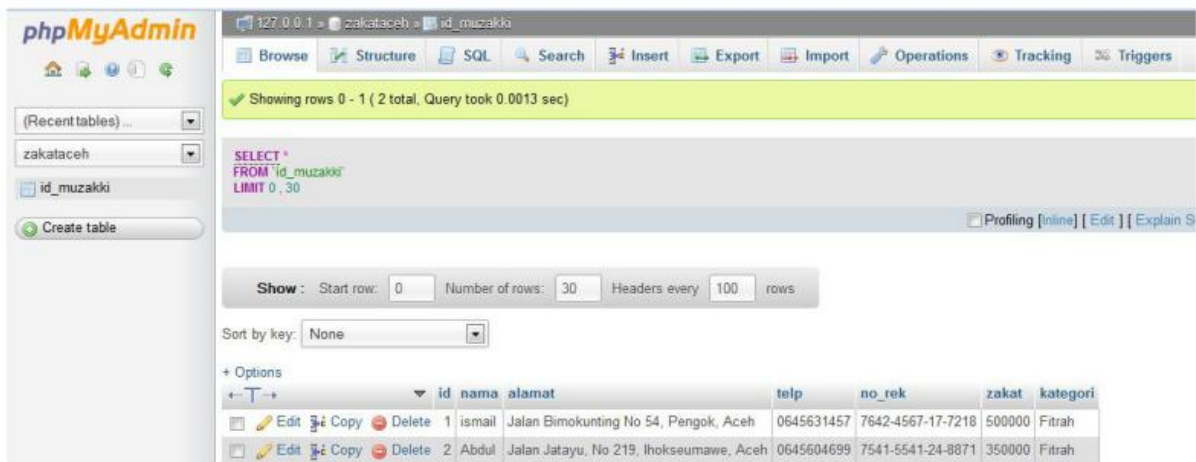 phpMyAdmin
(Recent tables) ...
zakataceh
id_muzakki
Create table
127.0.0.1 » zakataceh » id_muzakki
Browse Structure SQL Search Insert Export Import Operations Tracking Triggers
Showing rows 0 - 1 ( 2 total, Query took 0.0013 sec)
SELECT *
FROM `id_muzakki`
LIMIT 0 , 30
Profiling [Inline] [ Edit ] [ Explain S
Show : Start row: 0 Number of rows: 30 Headers every 100 rows
Sort by key: None
+ Options
←T→ id nama alamat telp no_rek zakat kategori
Edit Copy Delete 1 ismail Jalan Bimokunting No 54, Pengok, Aceh 0645631457 7642-4567-17-7218 500000 Fitrah
Edit Copy Delete 2 Abdul Jalan Jatayu, No 219, lhokseumawe, Aceh 0645604699 7541-5541-24-8871 350000 Fitrah